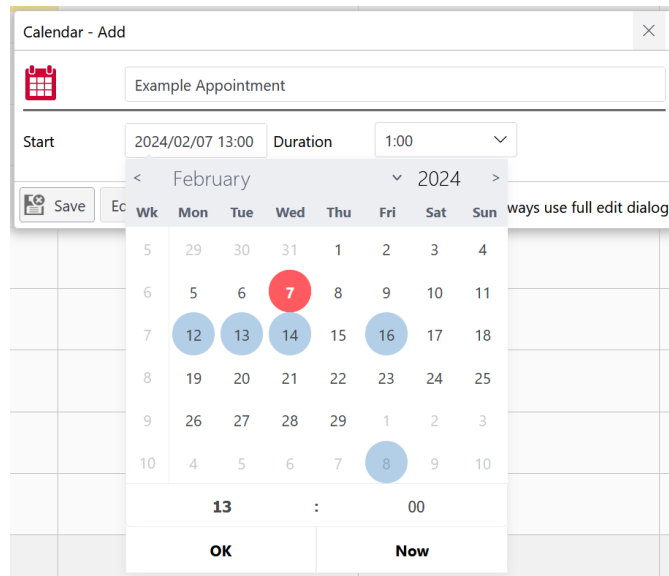 Calendar - Add
Example Appointment
Start 2024/02/07 13:00 Duration 1:00
Save Ed ways use full edit dialog
< February 2024 >
Wk Mon Tue Wed Thu Fri Sat Sun
5 29 30 31 1 2 3 4
6 5 6 7 8 9 10 11
7 12 13 14 15 16 17 18
8 19 20 21 22 23 24 25
9 26 27 28 29 1 2 3
10 4 5 6 7 8 9 10
13 : 00
OK Now